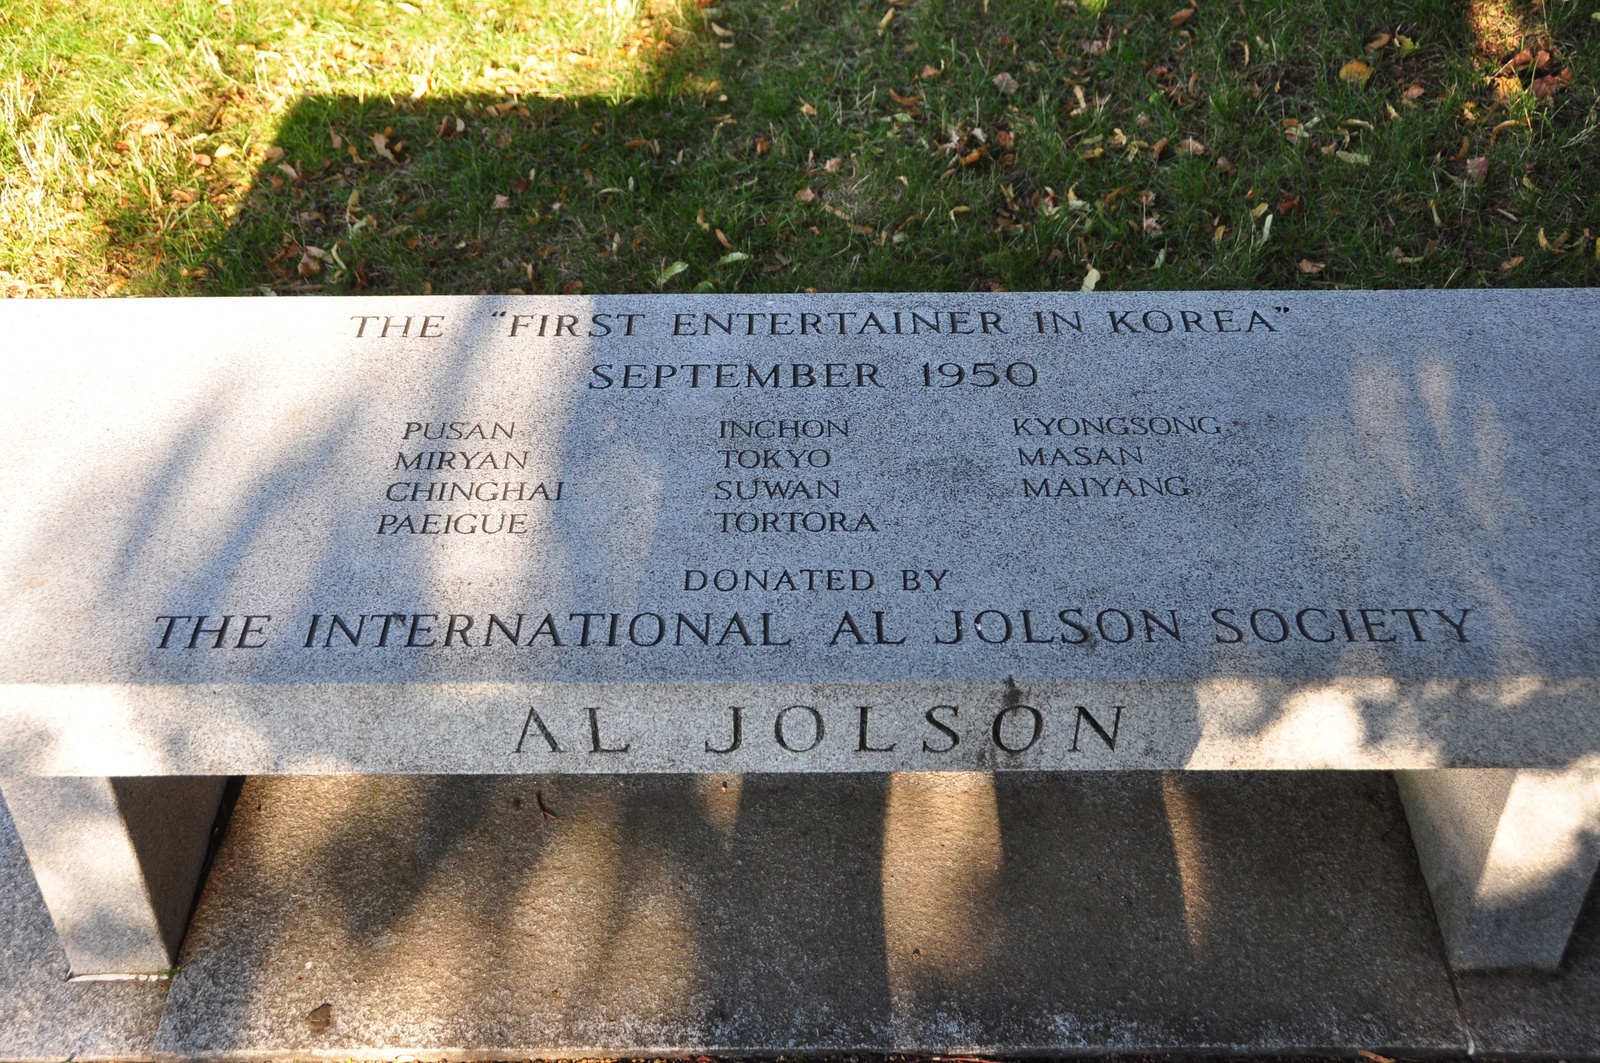 THE "FIRST ENTERTAINER IN KOREA"
SEPTEMBER 1950
PUSAN INCHON KYONGSONG
MIRYAN TOKYO MASAN
CHINGHAI SUWAN MAIYANG
PAEIGUE TORTORA
DONATED BY
THE INTERNATIONAL AL JOLSON SOCIETY
AL JOLSON